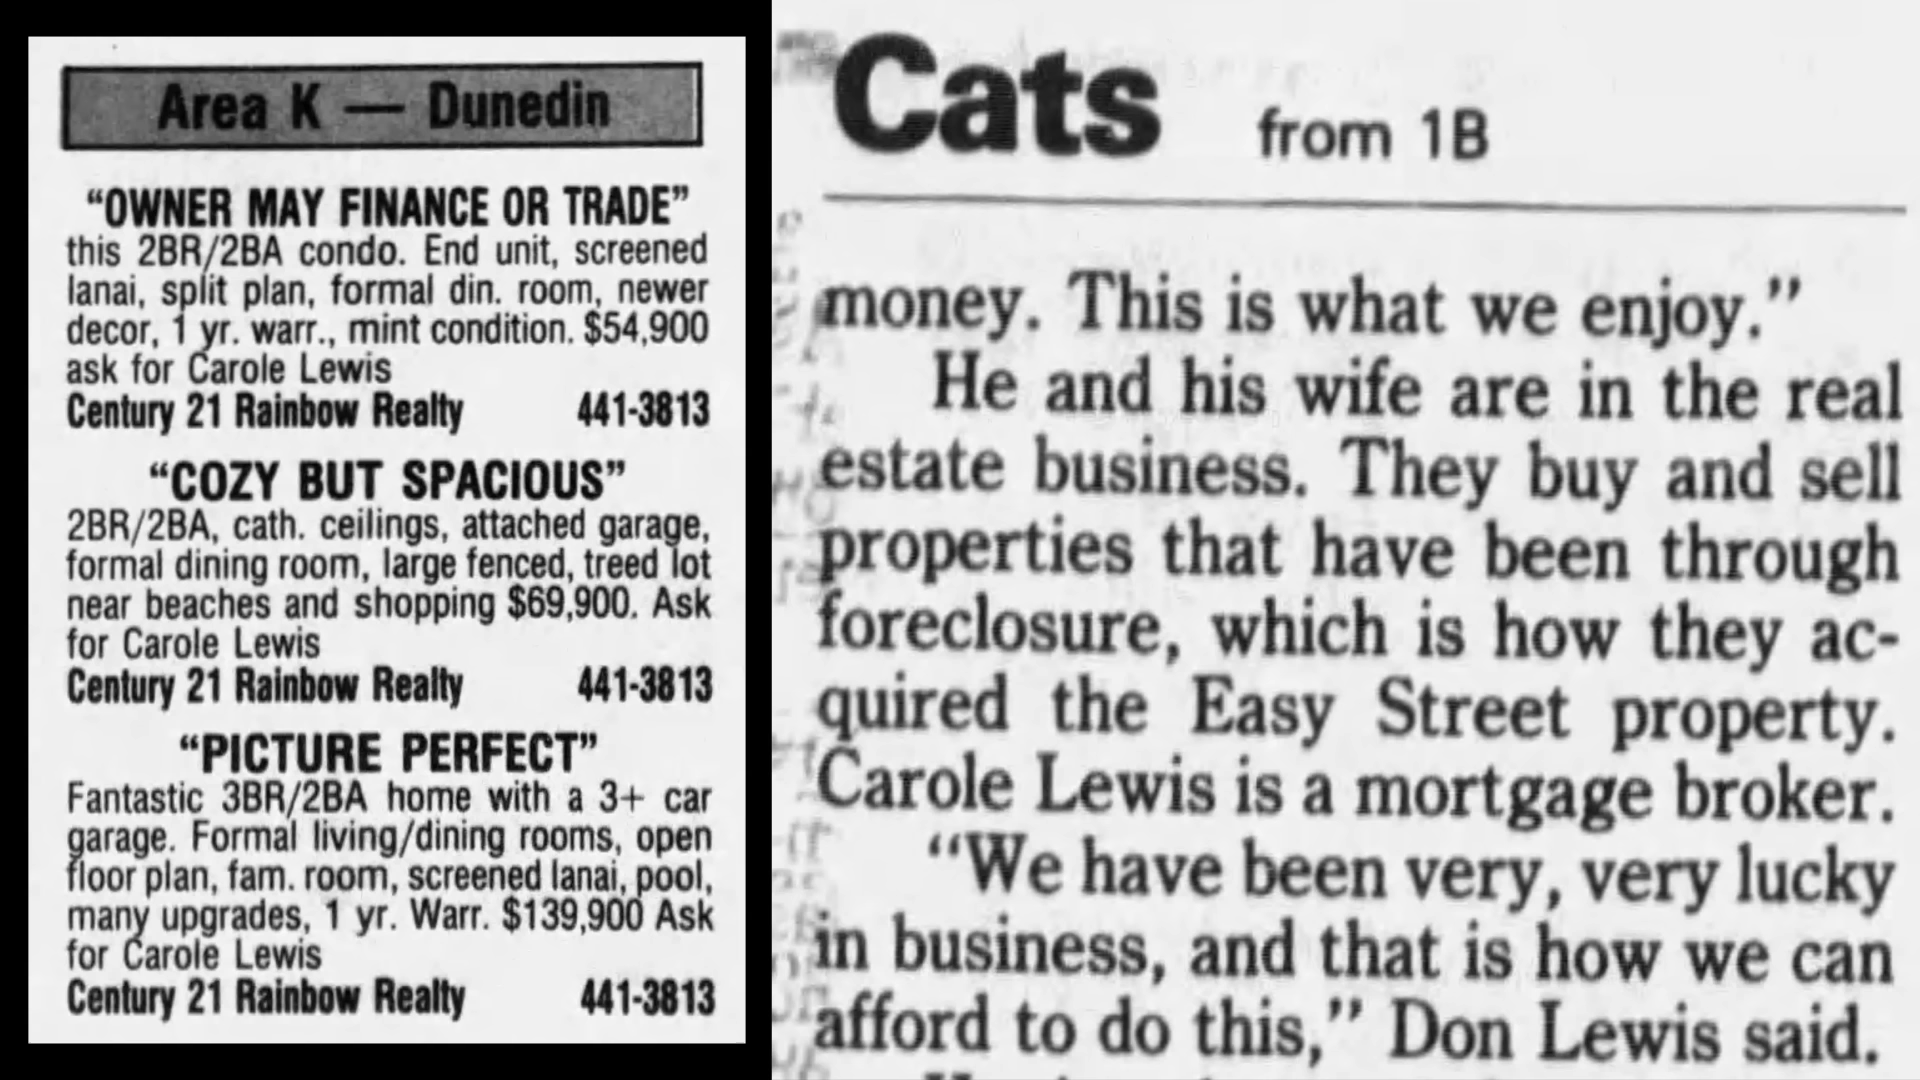 Area K — Dunedin
“OWNER MAY FINANCE OR TRADE”
this 2BR/2BA condo. End unit, screened
lanai, split plan, formal din. room, newer
decor, 1 yr. warr., mint condition. $54,900
ask for Carole Lewis
Century 21 Rainbow Realty 441-3813
“COZY BUT SPACIOUS”
2BR/2BA, cath. ceilings, attached garage,
formal dining room, large fenced, treed lot
near beaches and shopping $69,900. Ask
for Carole Lewis
Century 21 Rainbow Realty 441-3813
“PICTURE PERFECT”
Fantastic 3BR/2BA home with a 3+ car
garage. Formal living/dining rooms, open
floor plan, fam. room, screened lanai, pool,
many upgrades, 1 yr. Warr. $139,900 Ask
for Carole Lewis
Century 21 Rainbow Realty 441-3813
Cats from 1B
money. This is what we enjoy.”
He and his wife are in the real
estate business. They buy and sell
properties that have been through
foreclosure, which is how they ac-
quired the Easy Street property.
Carole Lewis is a mortgage broker.
“We have been very, very lucky
in business, and that is how we can
afford to do this,” Don Lewis said.